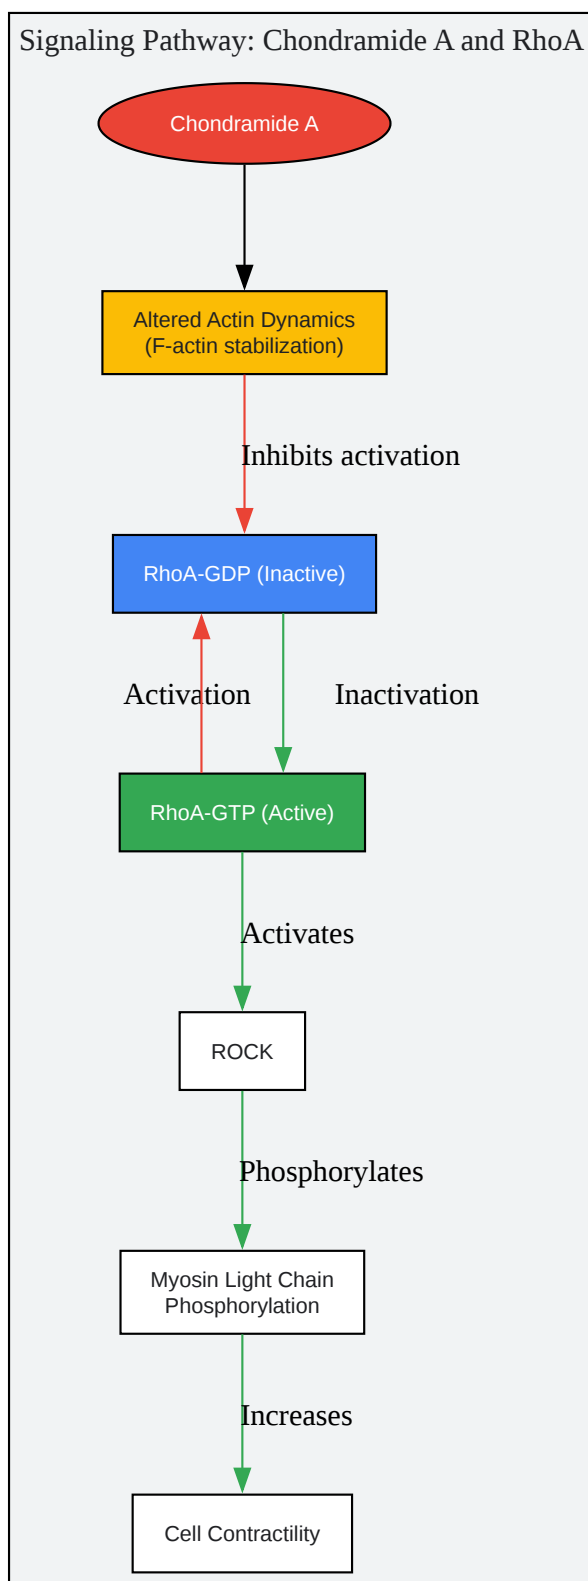 Signaling Pathway: Chondramide A and RhoA
Chondramide A
Altered Actin Dynamics
(F-actin stabilization)
Inhibits activation
RhoA-GDP (Inactive)
Activation
Inactivation
RhoA-GTP (Active)
Activates
ROCK
Phosphorylates
Myosin Light Chain
Phosphorylation
Increases
Cell Contractility